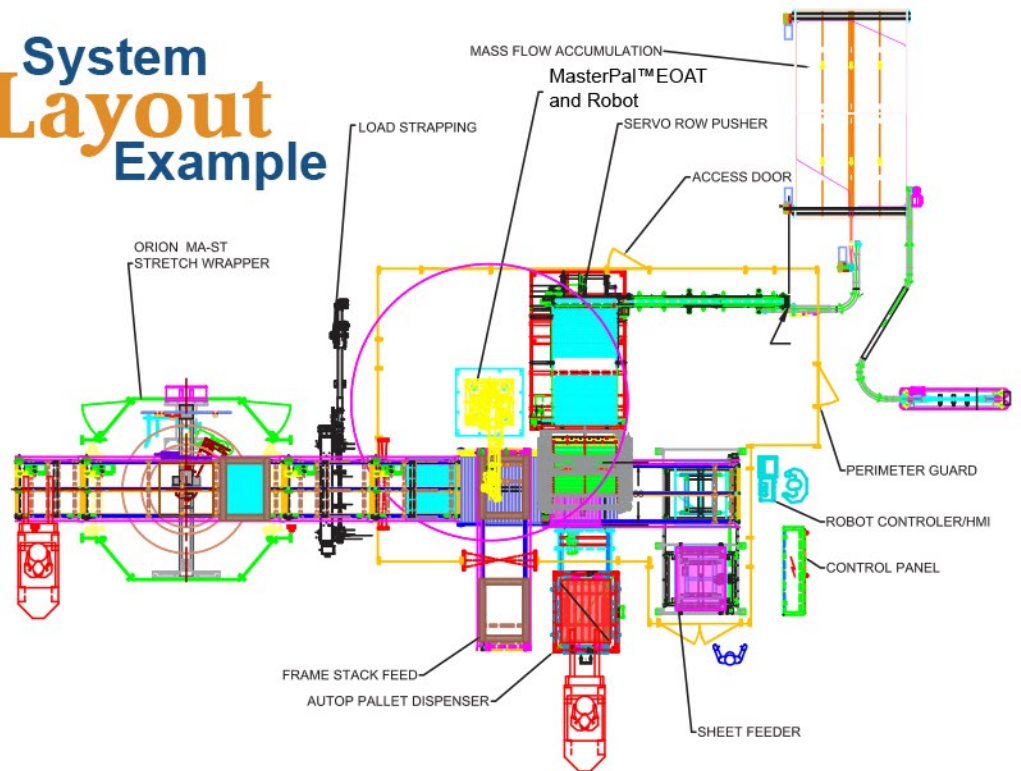 System
Layout
Example
MASS FLOW ACCUMULATION
MasterPal™EOAT
and Robot
LOAD STRAPPING
SERVO ROW PUSHER
ACCESS DOOR
ORION MA-ST
STRETCH WRAPPER
PERIMETER GUARD
ROBOT CONTROLER/HMI
CONTROL PANEL
FRAME STACK FEED
AUTOP PALLET DISPENSER
SHEET FEEDER